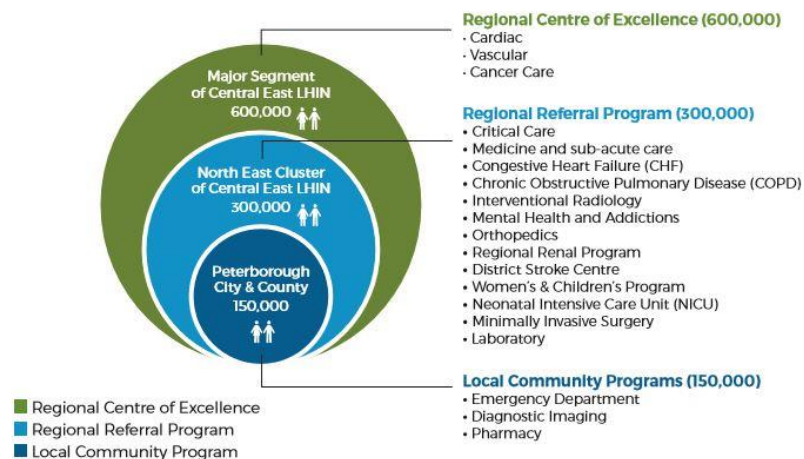 Major Segment
of Central East LHIN
600,000
North East Cluster
of Central East LHIN
300,000
Peterborough
City & County
150,000
Regional Centre of Excellence (600,000)
• Cardiac
• Vascular
• Cancer Care
Regional Referral Program (300,000)
• Critical Care
• Medicine and sub-acute care
• Congestive Heart Failure (CHF)
• Chronic Obstructive Pulmonary Disease (COPD)
• Interventional Radiology
• Mental Health and Addictions
• Orthopedics
• Regional Renal Program
• District Stroke Centre
• Women's & Children's Program
• Neonatal Intensive Care Unit (NICU)
• Minimally Invasive Surgery
• Laboratory
Local Community Programs (150,000)
• Emergency Department
• Diagnostic Imaging
• Pharmacy
Regional Centre of Excellence
Regional Referral Program
Local Community Program